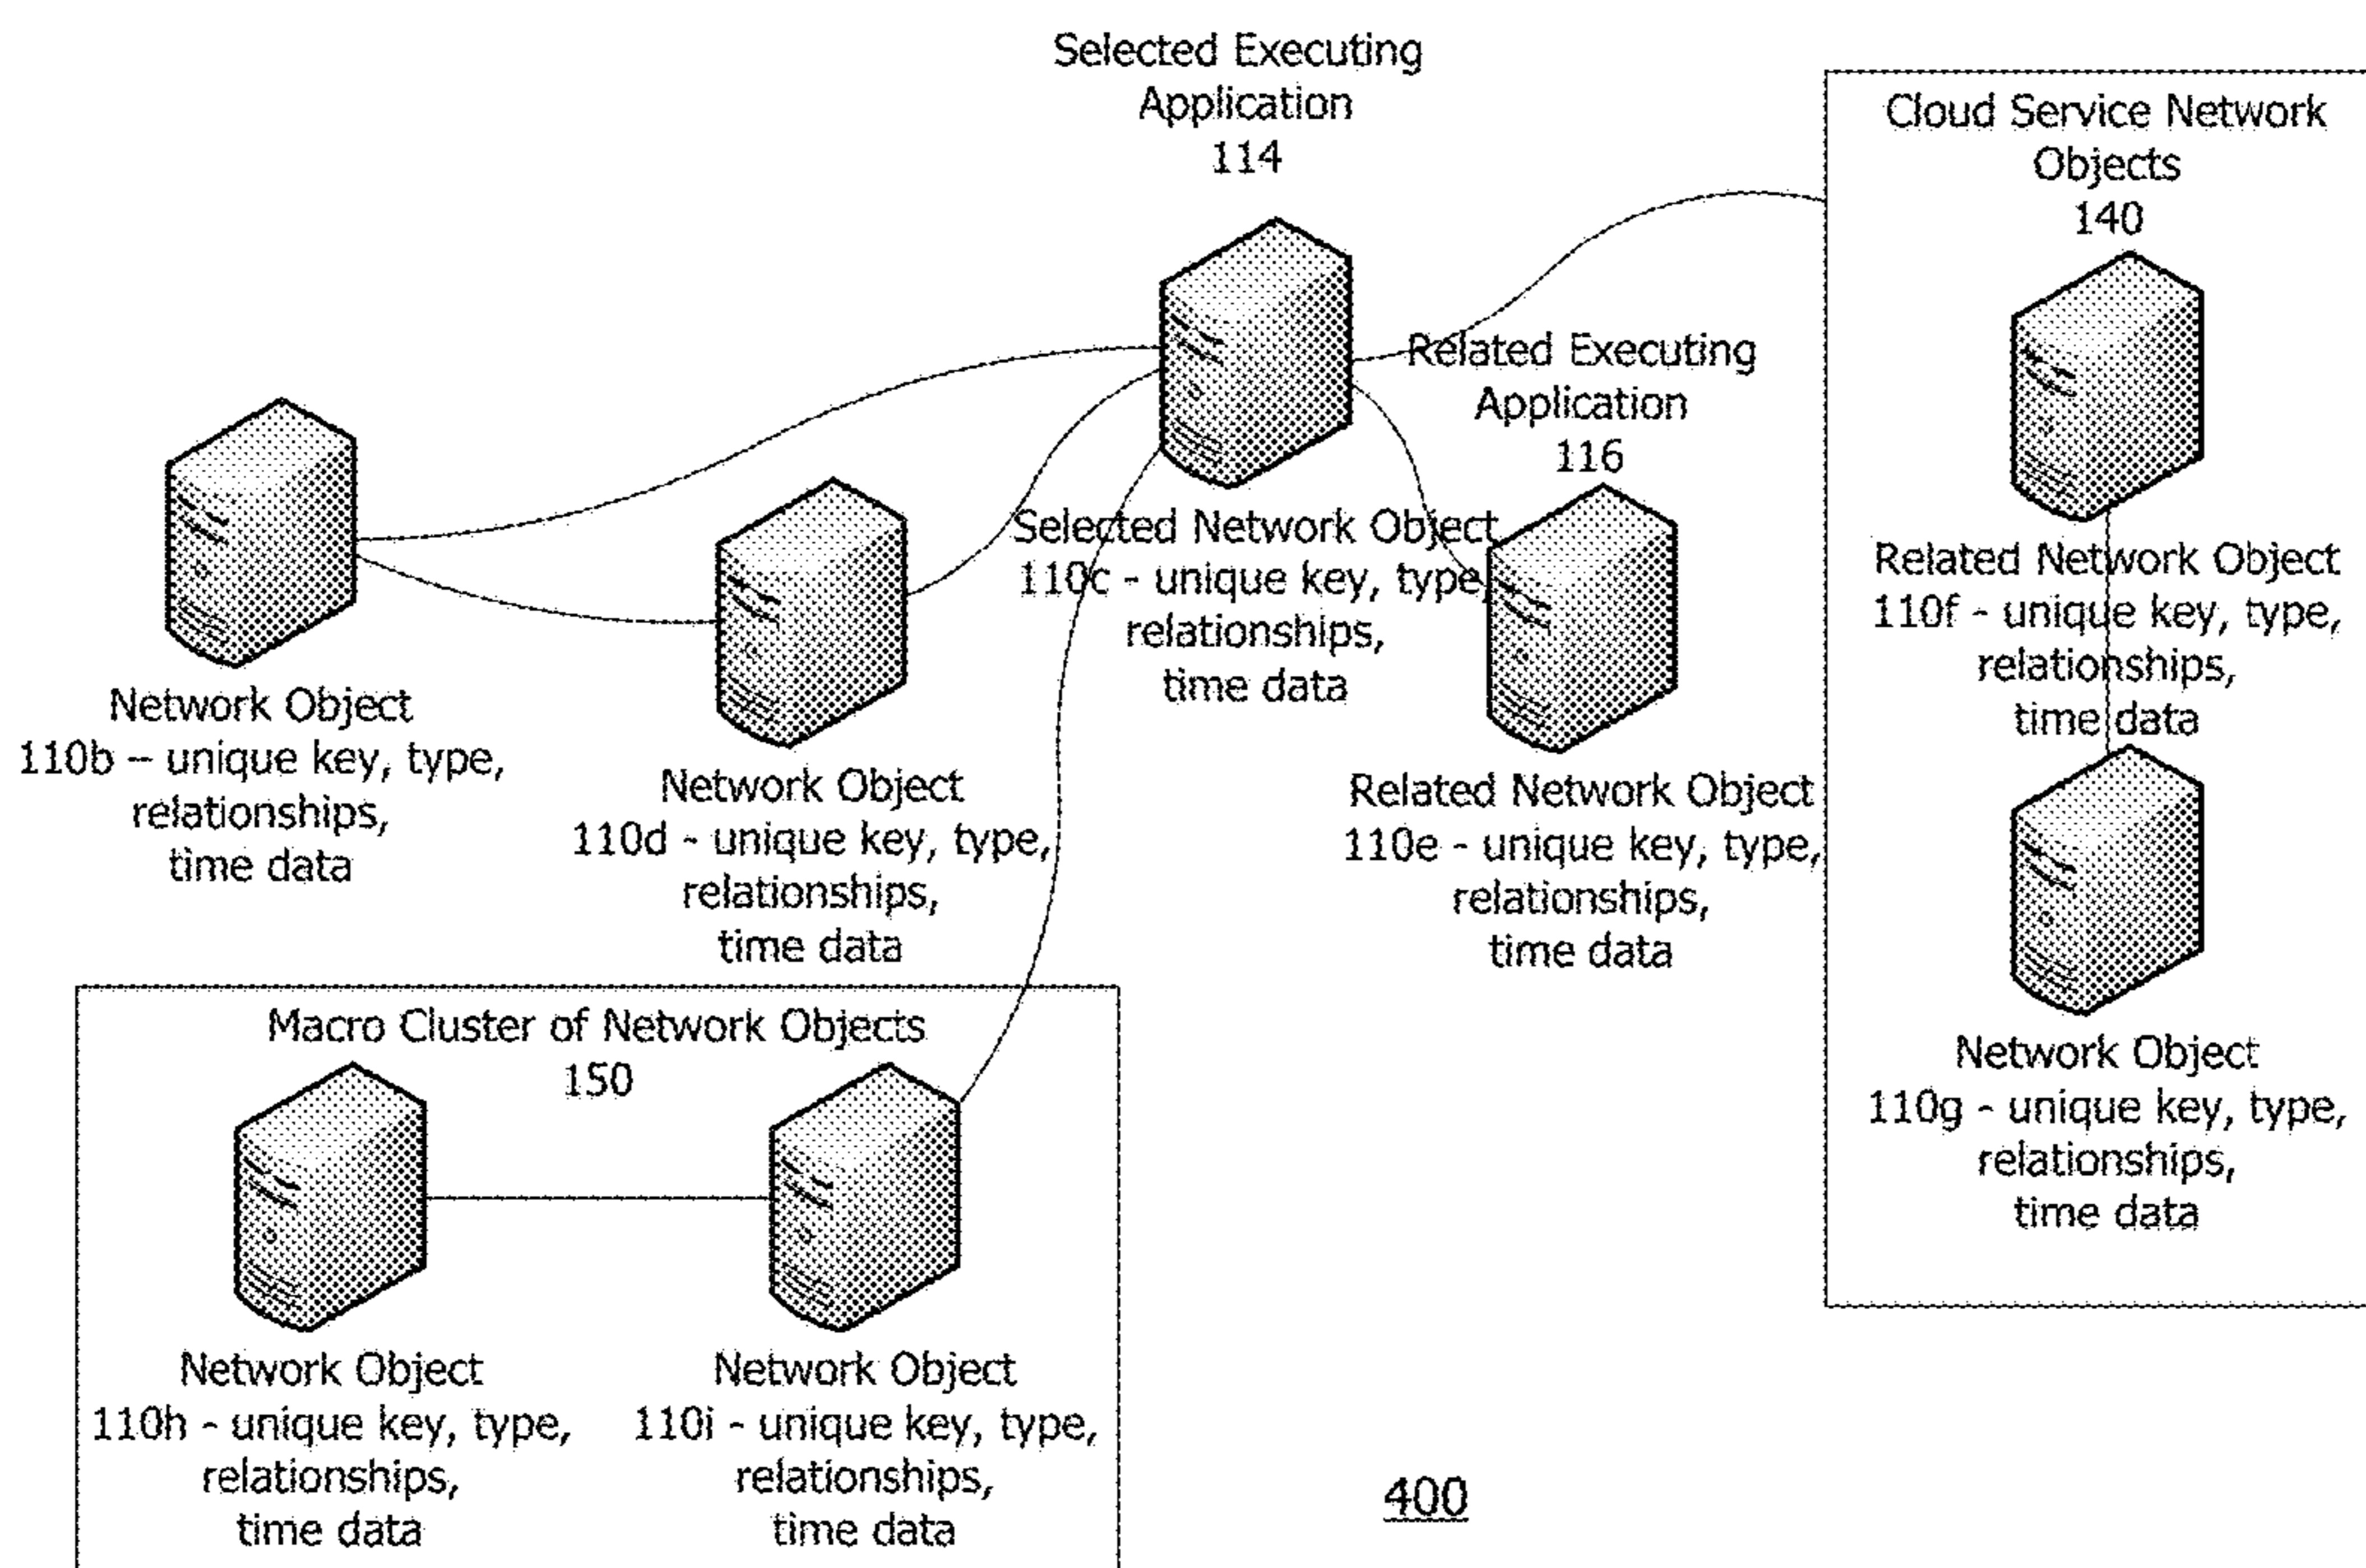 Selected Executing
Application
114
Cloud Service Network
Objects
140
Related Executing
Application
116
Selected Network Object
110c - unique key, type,
relationships,
time data
Related Network Object
110f - unique key, type,
relationships,
time data
Network Object
110b – unique key, type,
relationships,
time data
Network Object
110d - unique key, type,
relationships,
time data
Related Network Object
110e - unique key, type,
relationships,
time data
Macro Cluster of Network Objects
150
Network Object
110g - unique key, type,
relationships,
time data
Network Object
110h - unique key, type,
relationships,
time data
Network Object
110i - unique key, type,
relationships,
time data
400